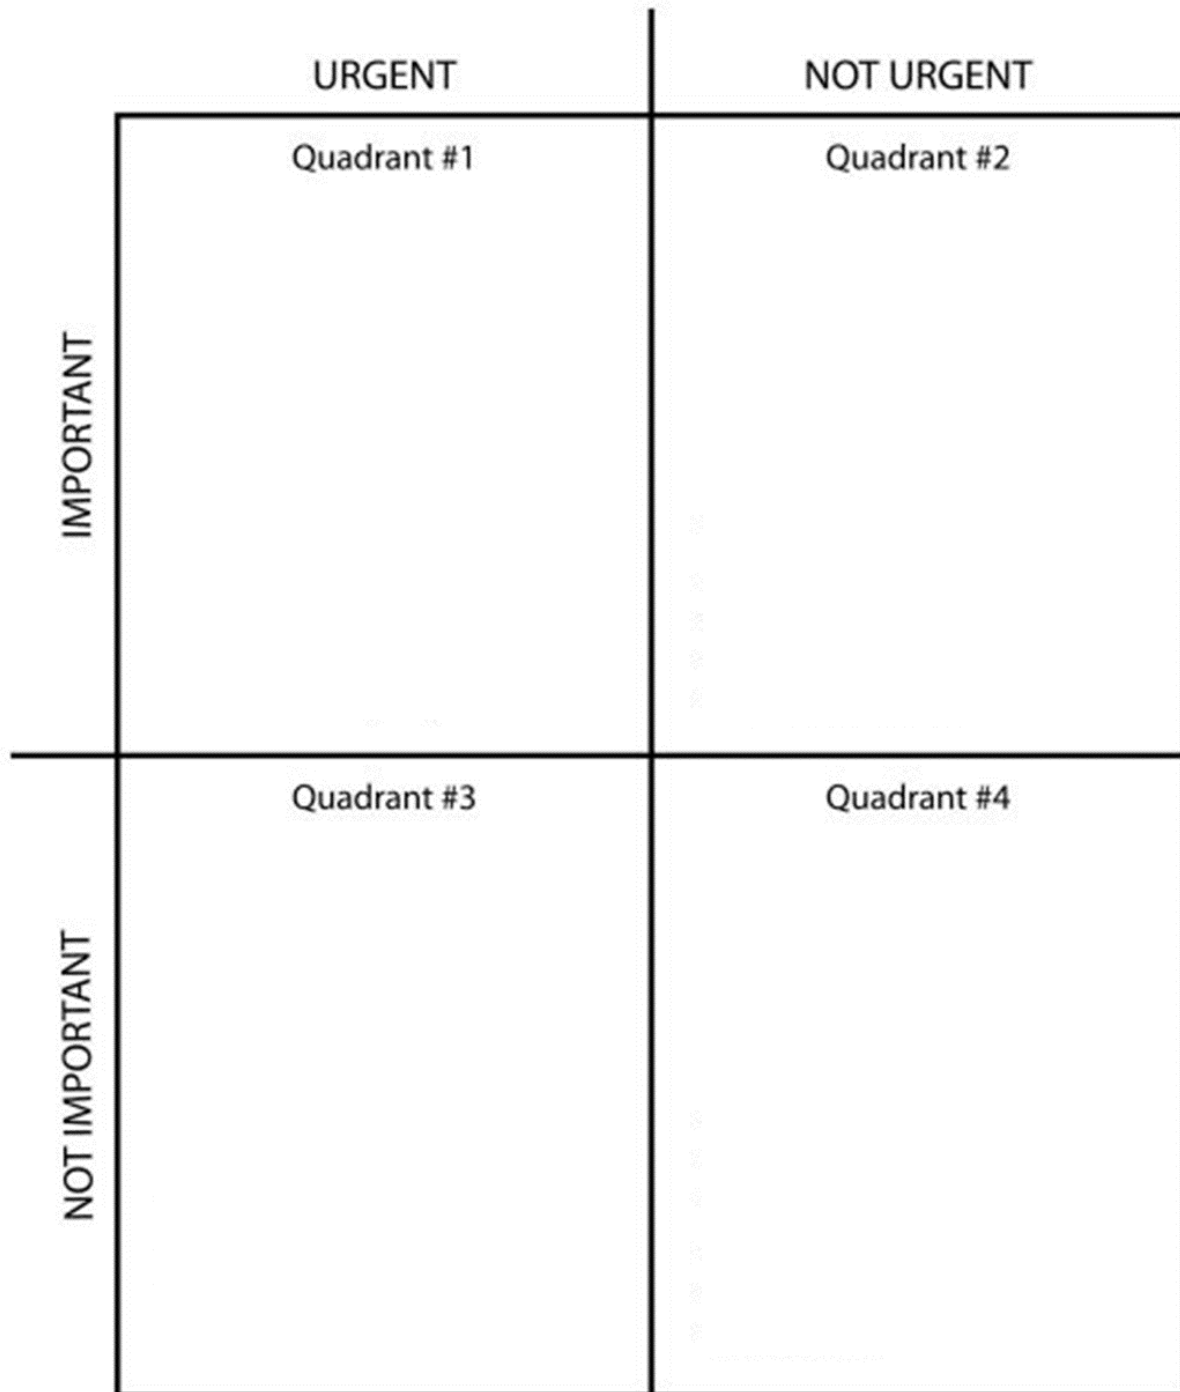 URGENT
NOT URGENT
Quadrant #1
Quadrant #2
IMPORTANT
Quadrant #3
Quadrant #4
NOT IMPORTANT